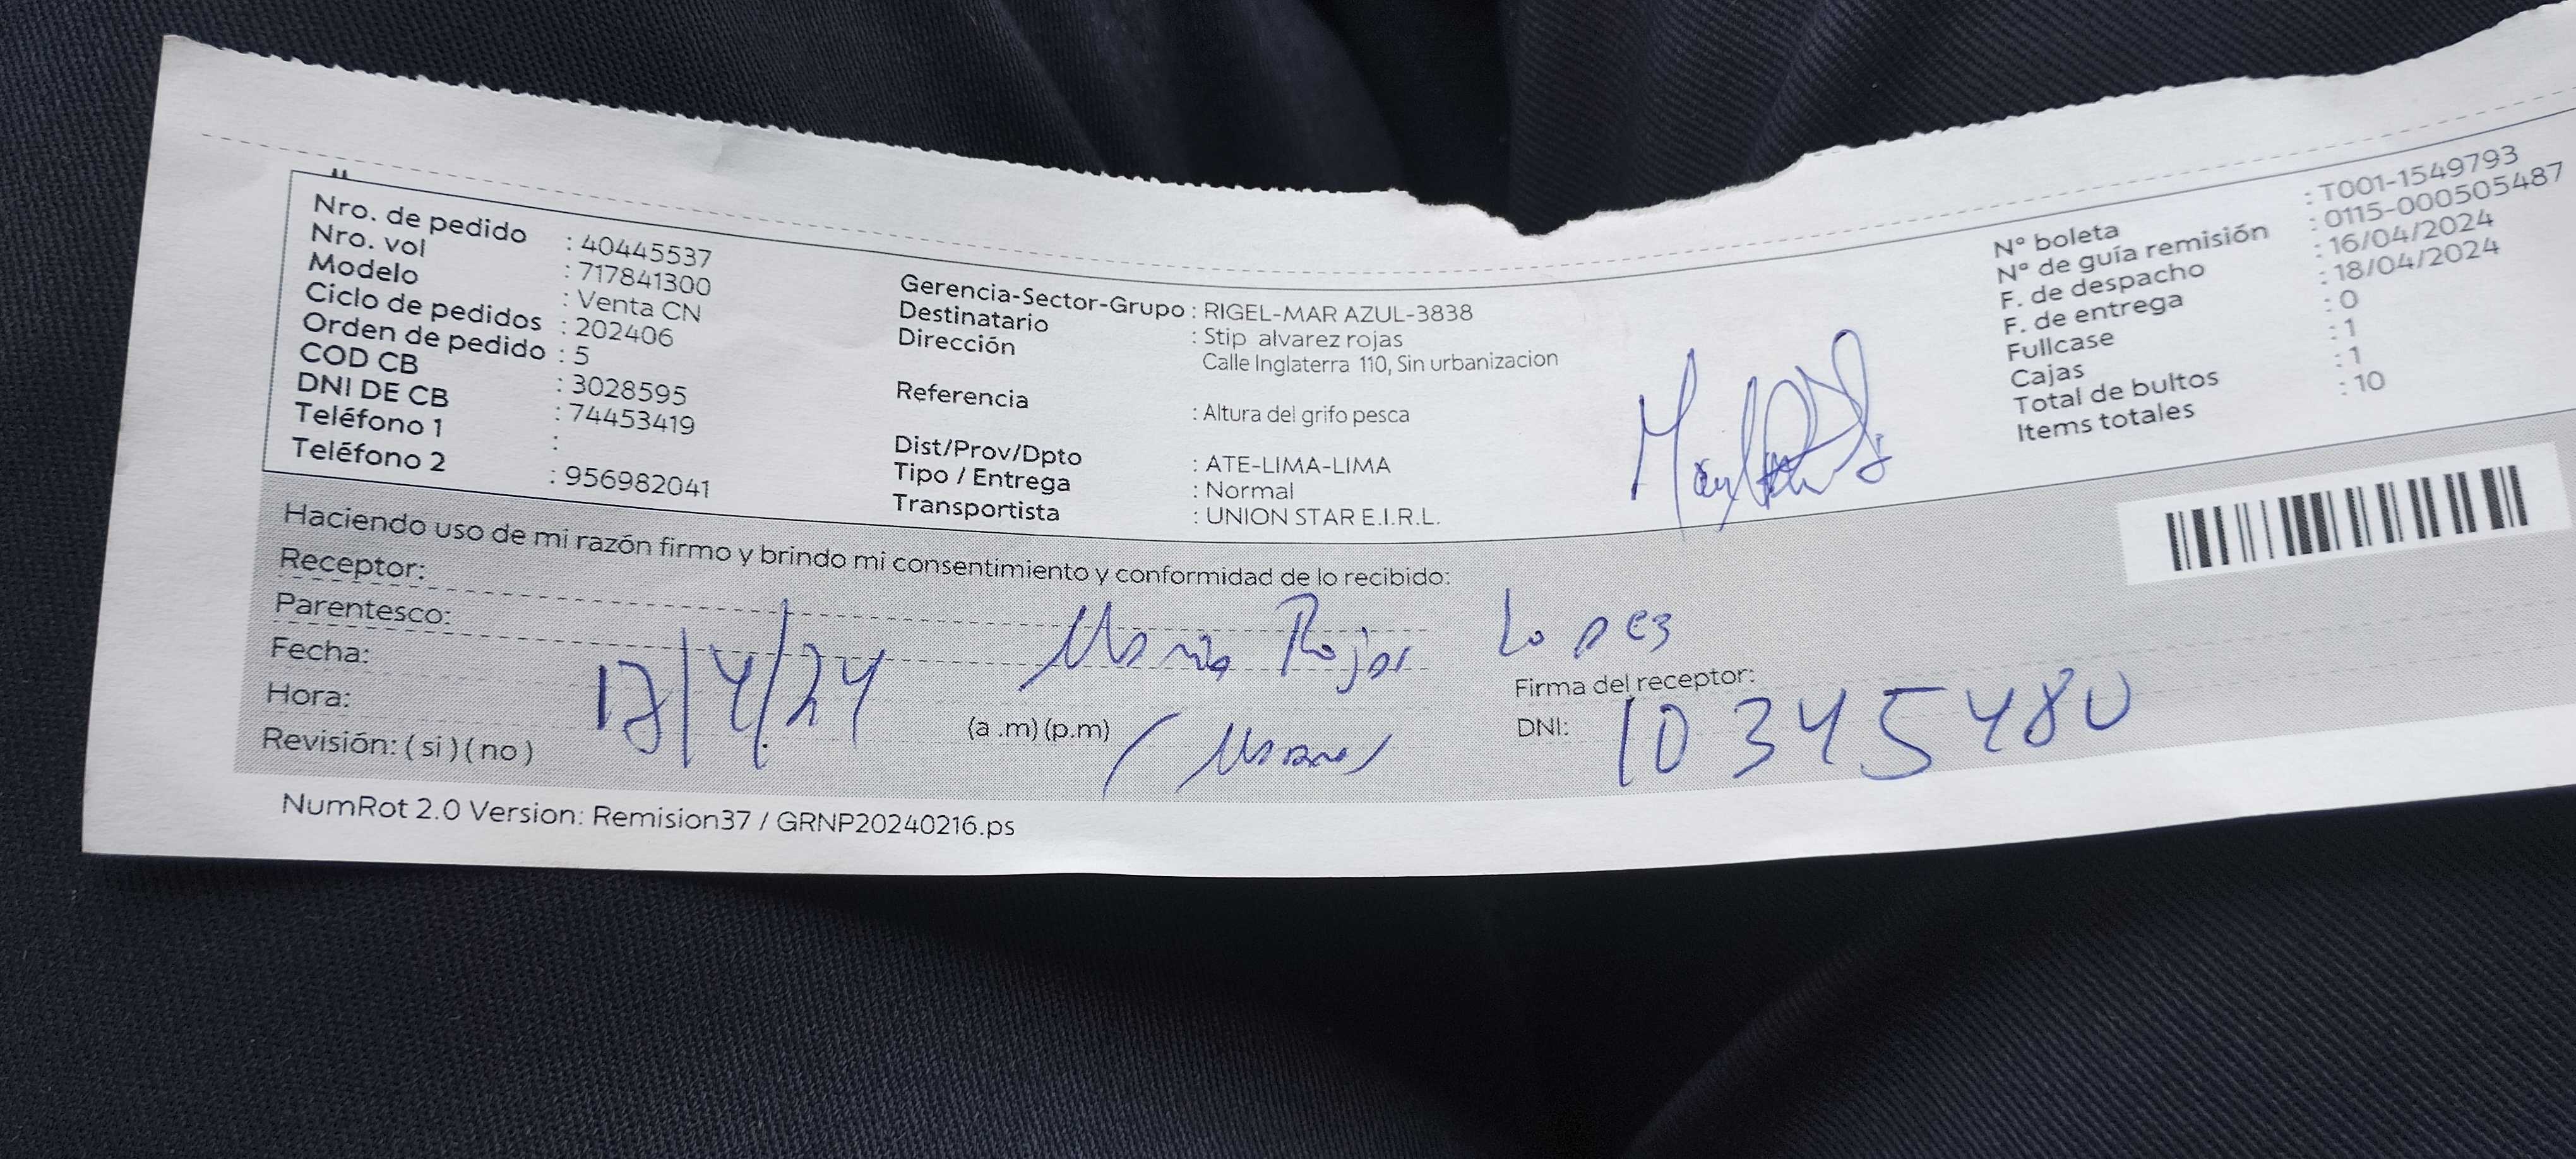 Nro. de pedido : 40445537
Nro. vol : 717841300
Modelo : Venta CN
Ciclo de pedidos : 202406
Orden de pedido : 5
COD CB : 3028595
DNI DE CB : 74453419
Teléfono 1 :
Teléfono 2 : 956982041
Gerencia-Sector-Grupo : RIGEL-MAR AZUL-3838
Destinatario : Stip alvarez rojas
Dirección Calle Inglaterra 110, Sin urbanizacion
Referencia : Altura del grifo pesca
Dist/Prov/Dpto : ATE-LIMA-LIMA
Tipo / Entrega : Normal
Transportista : UNION STAR E.I.R.L.
N° boleta : T001-1549793
N° de guía remisión : 0115-000505487
F. de despacho : 16/04/2024
F. de entrega : 18/04/2024
Fullcase : 0
Cajas : 1
Total de bultos : 1
Items totales : 10
Haciendo uso de mi razón firmo y brindo mi consentimiento y conformidad de lo recibido:
Receptor:
Parentesco: Maria Rojas Lopez
Fecha: 17/4/24
Firma del receptor:
Hora: (a .m) (p.m)
DNI: 10345480
Revisión: ( si ) ( no )
NumRot 2.0 Version: Remision37 / GRNP20240216.ps